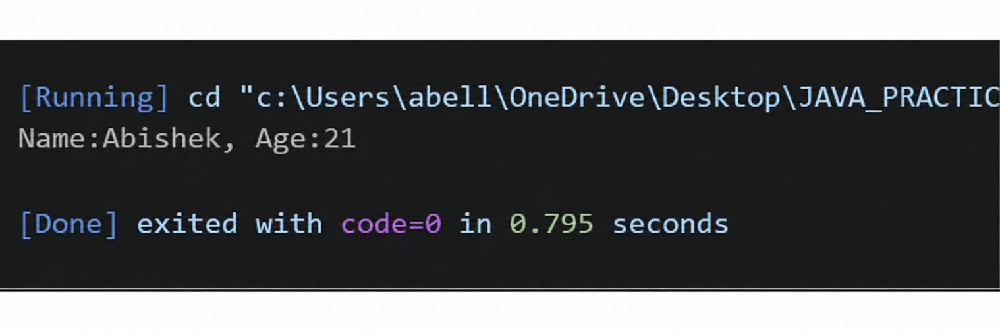 [Running] cd "c:\Users\abell\OneDrive\Desktop\JAVA_PRACTIC
Name:Abishek, Age:21
[Done] exited with code=0 in 0.795 seconds